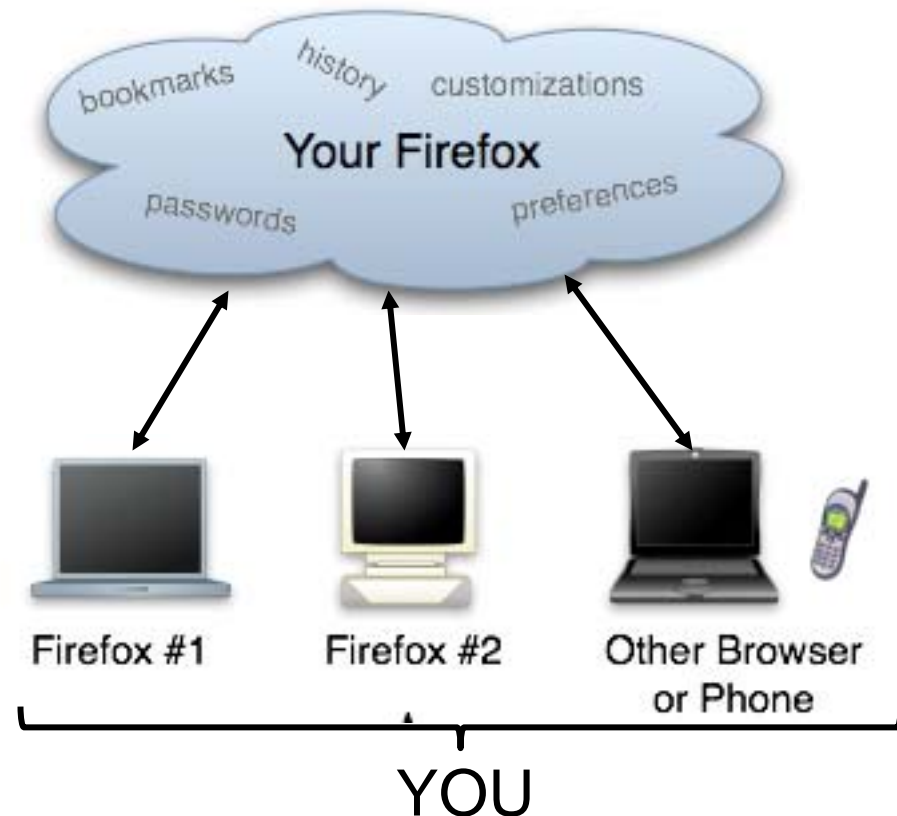 history
bookmarks
customizations
Your Firefox
passwords
preferences
Firefox #1
Firefox #2
Other Browser
or Phone
YOU